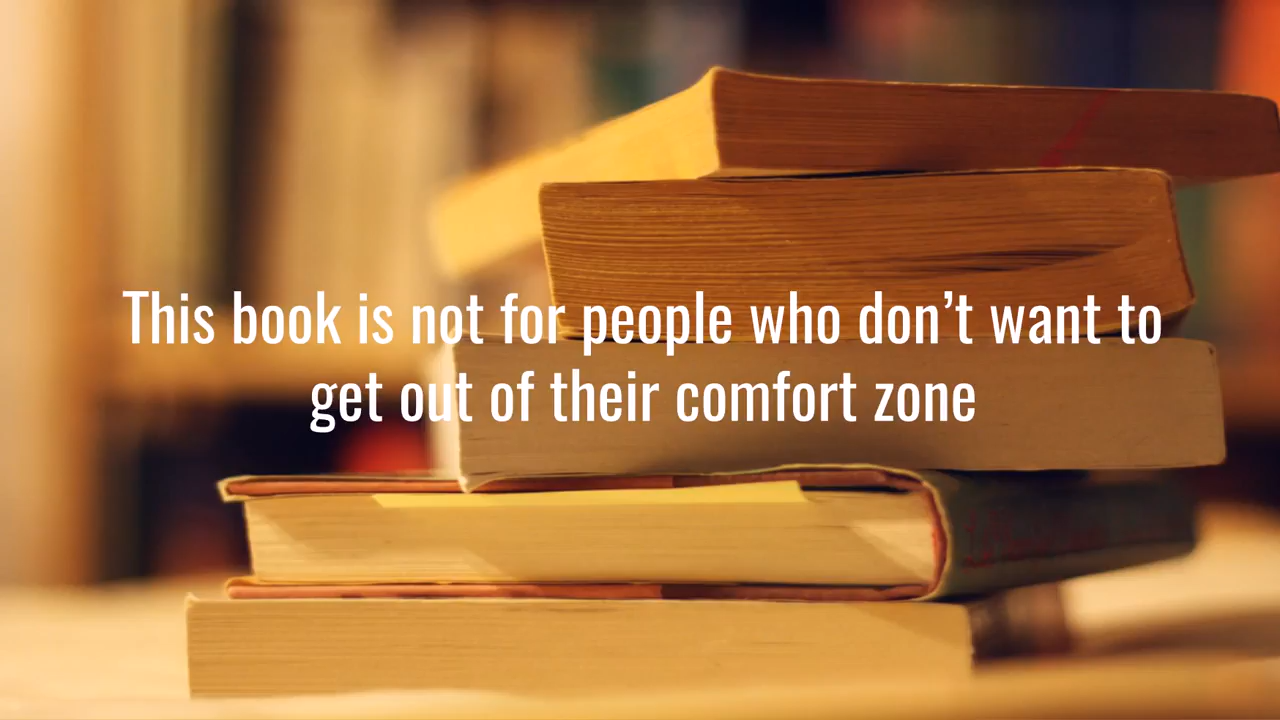 This book is not for people who don’t want to
get out of their comfort zone